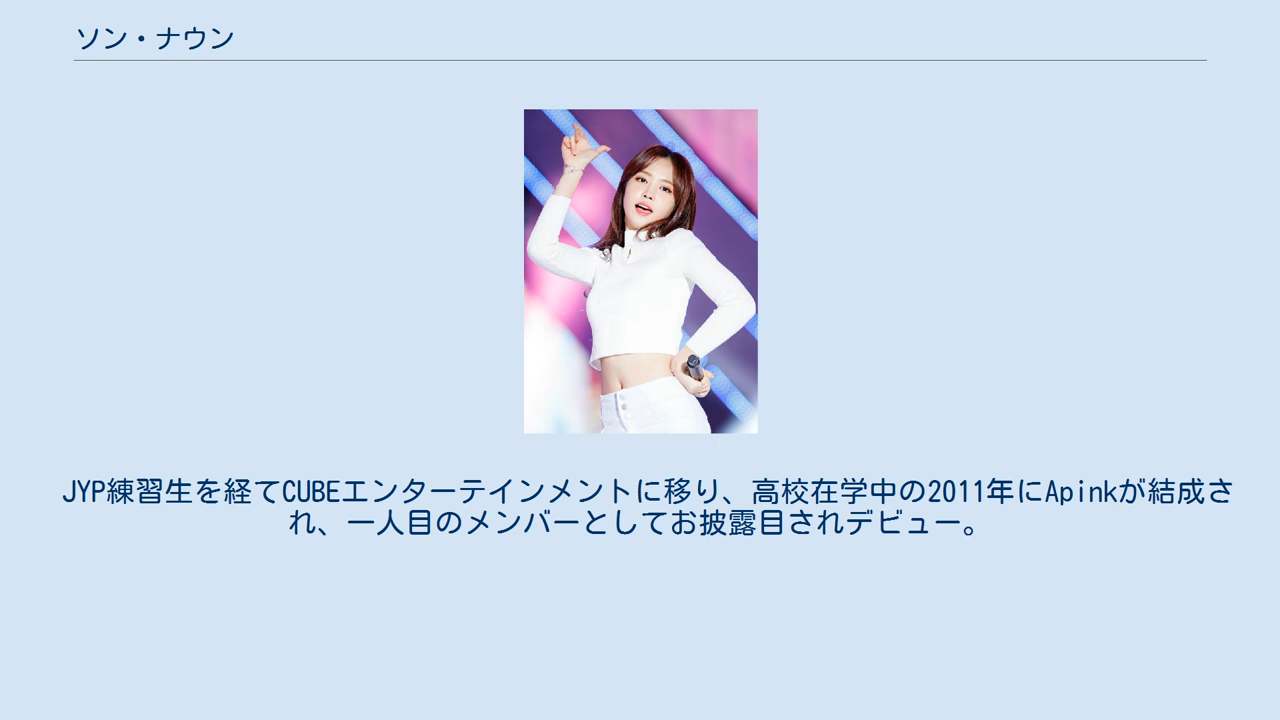 ソン・ナウン
JYP練習生を経てCUBEエンターテインメントに移り、高校在学中の2011年にApinkが結成さ
れ、一人目のメンバーとしてお披露目されデビュー。